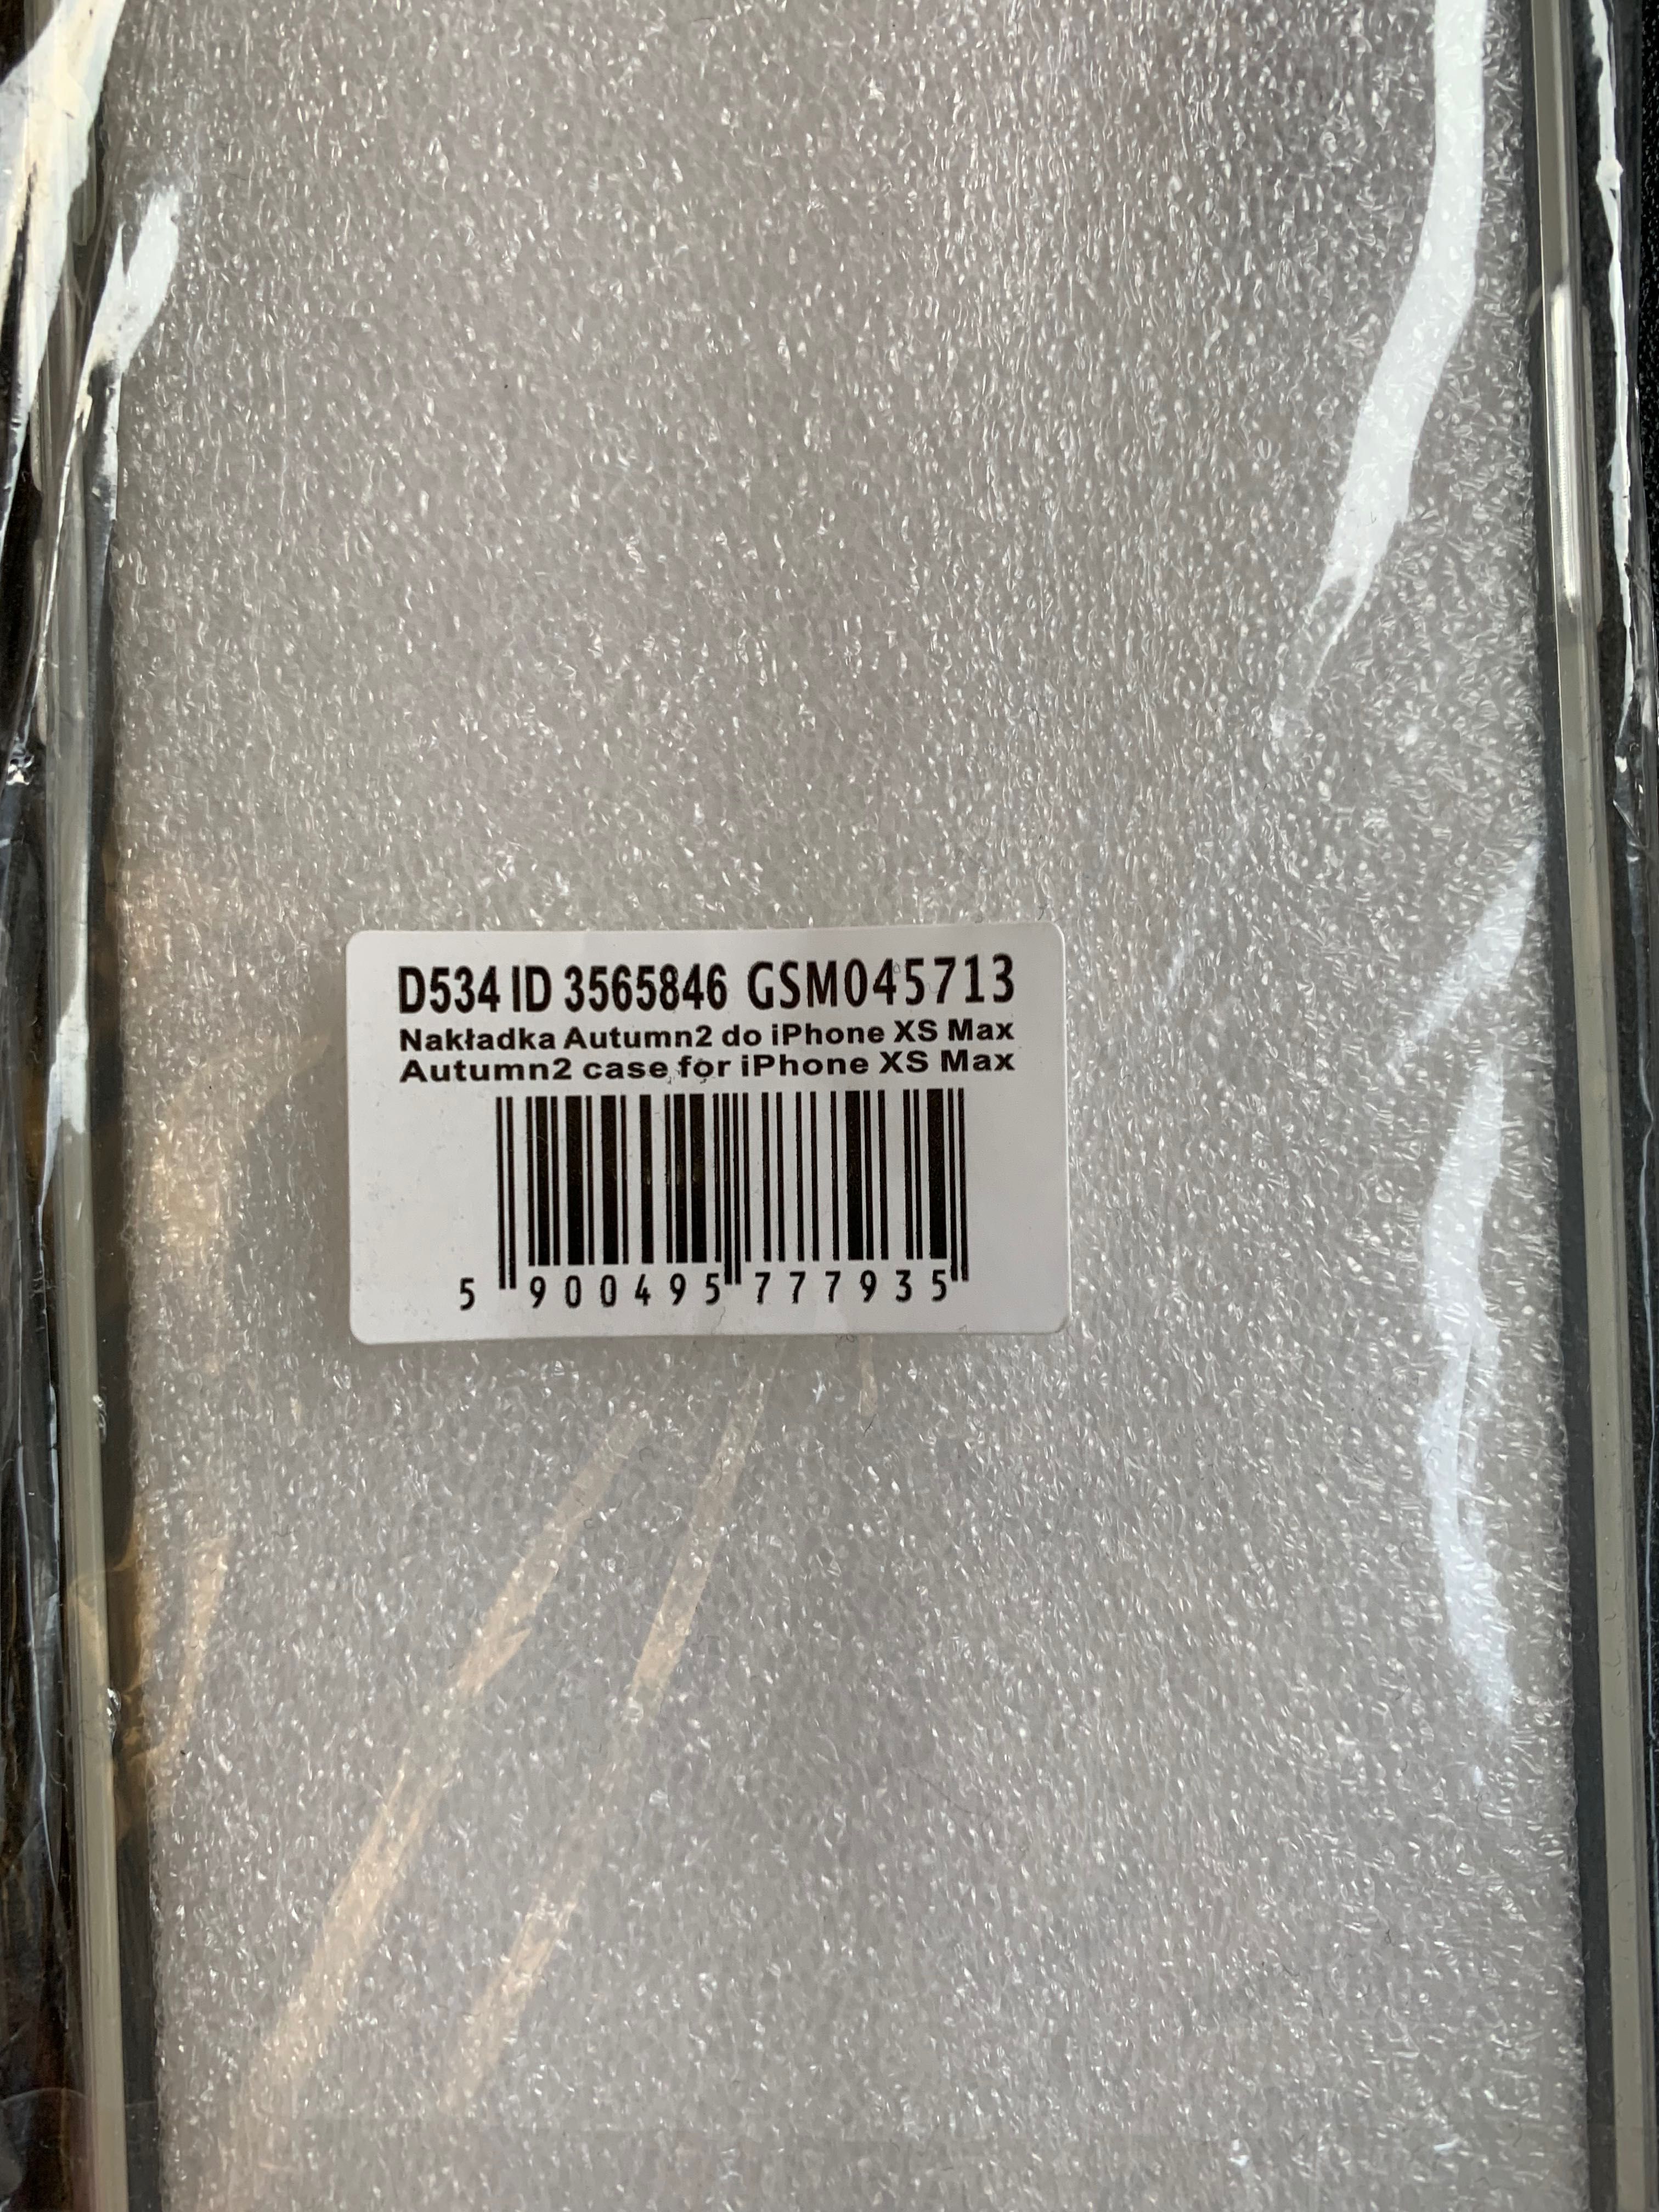 D534 ID 3565846 GSM045713
Nakładka Autumn2 do iPhone XS Max
Autumn2 case for iPhone XS Max
5 900495 777935